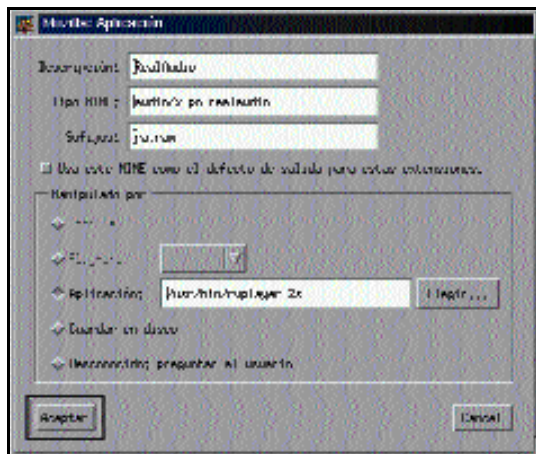 Aplicación
Descripción: RealAudio
Tipo MIME: audio/x-pn-realaudio
Sufijos: ra,ram
Usa este MIME como el defecto de salida para estas extensiones.
Manipulado por
Aplicación: /usr/bin/rvplayer %s Elegir...
Guardar en disco
Desconocido: preguntar al usuario
Aceptar Cancel